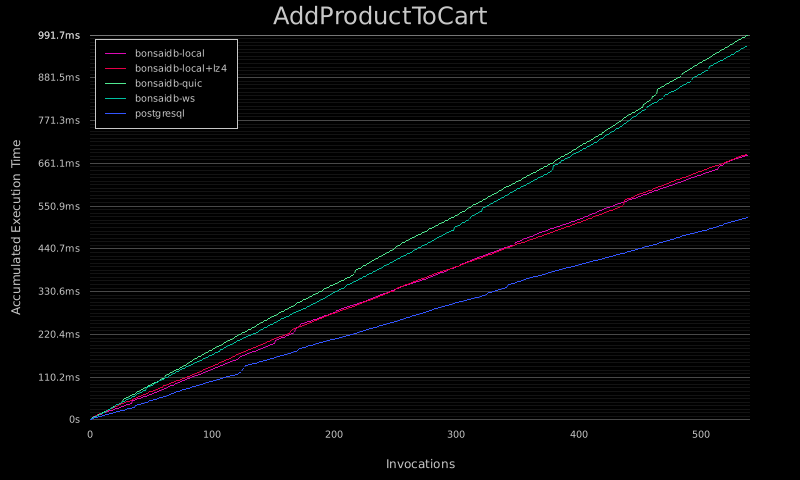 AddProductToCart
991.7ms
881.5ms
771.3ms
661.1ms
550.9ms
440.7ms
330.6ms
220.4ms
110.2ms
0s
bonsaidb-local
bonsaidb-local+lz4
bonsaidb-quic
bonsaidb-ws
postgresql
Accumulated Execution Time
0 100 200 300 400 500
Invocations